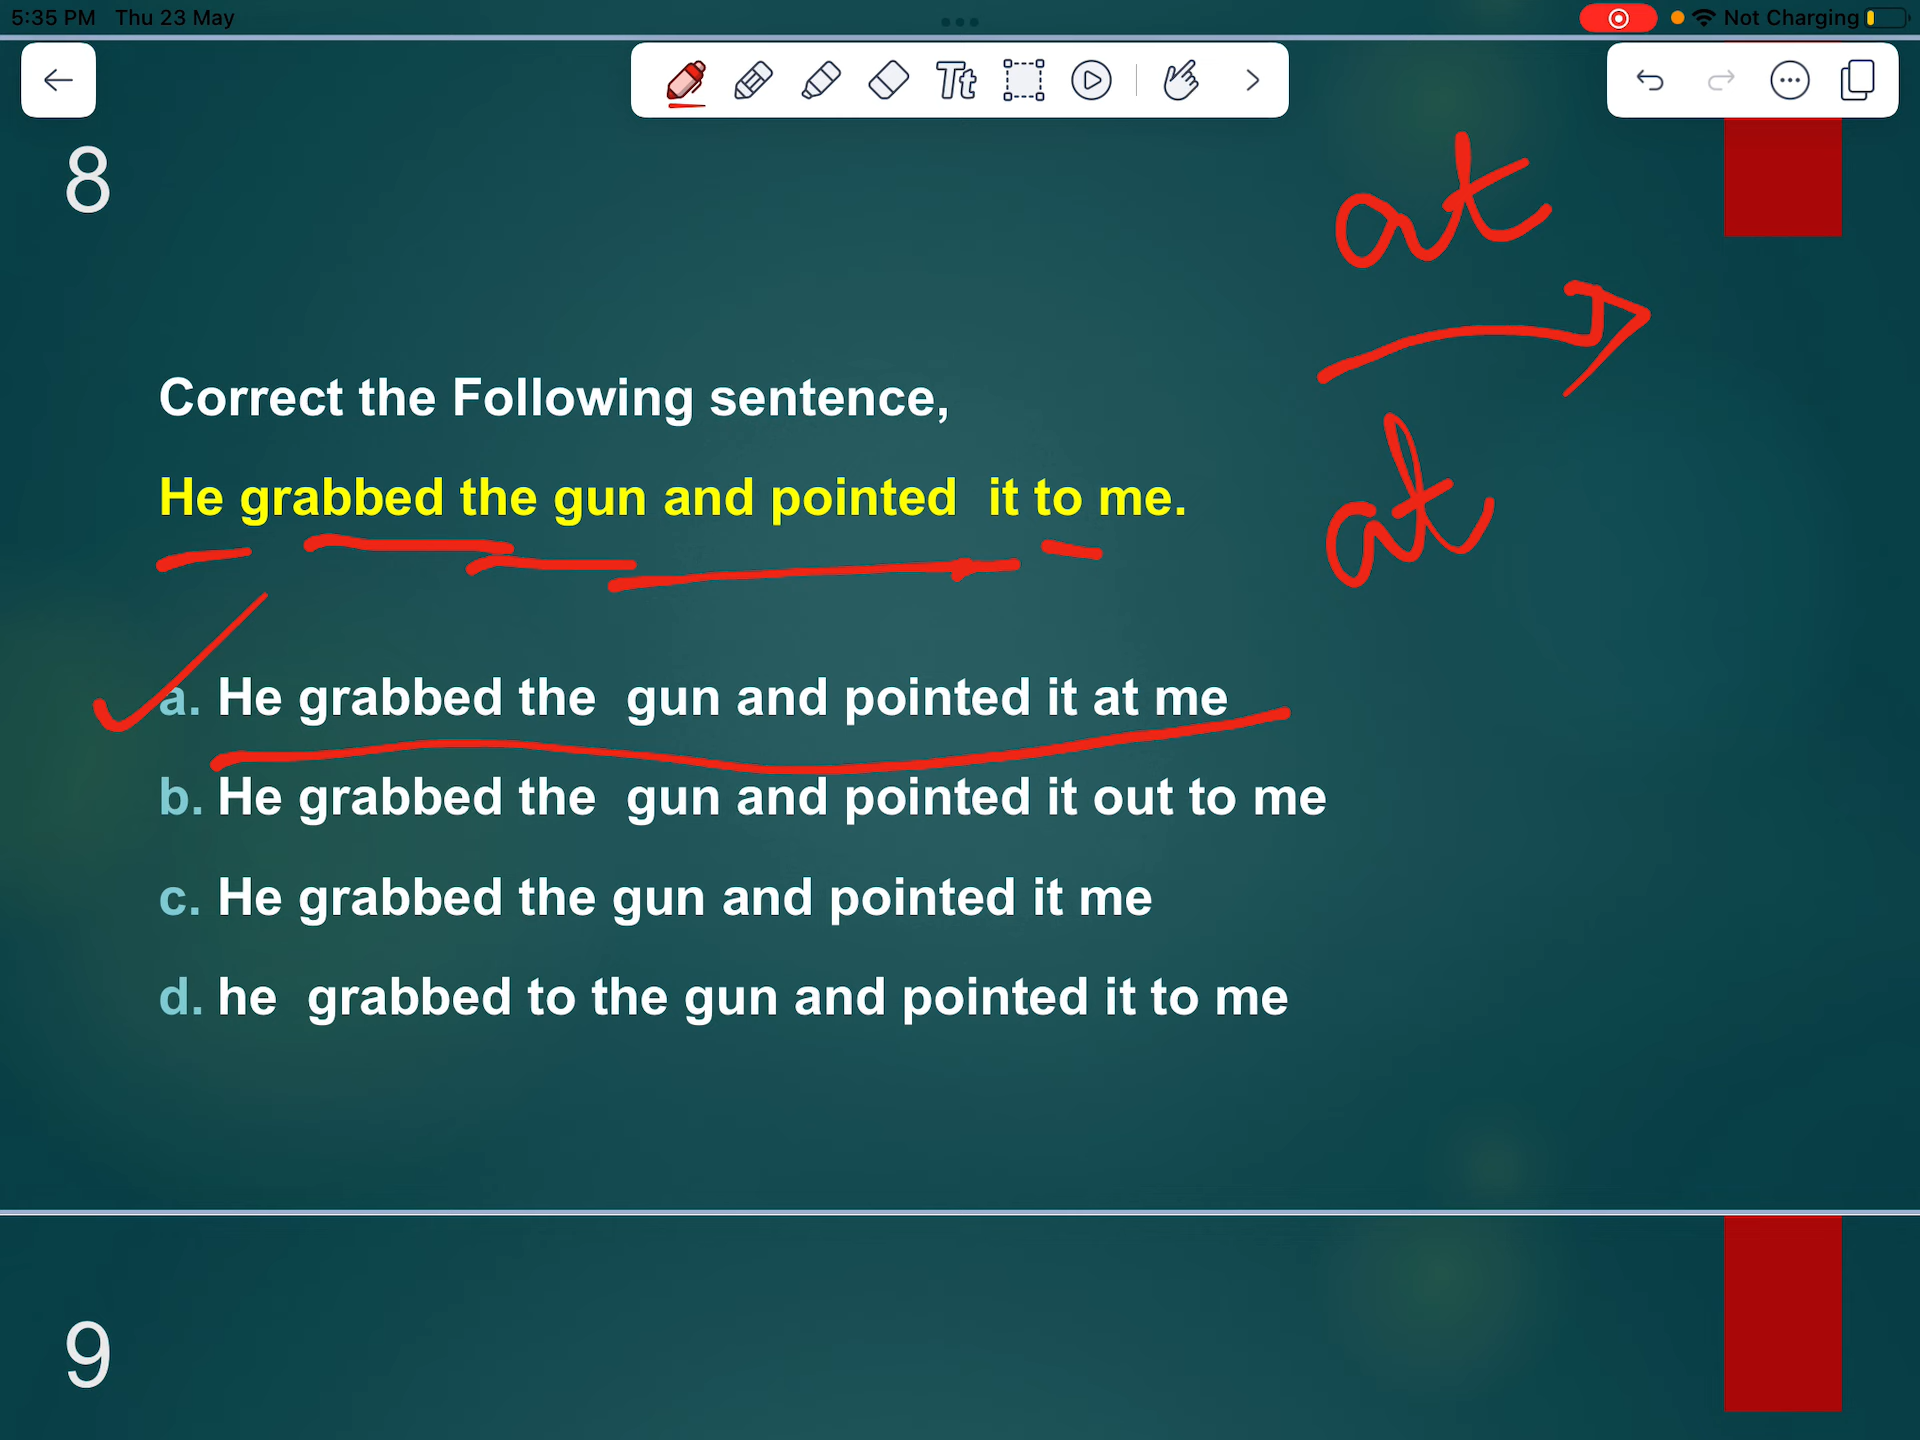 5:35 PM Thu 23 May
Not Charging
Tt
8
at
Correct the Following sentence,
He grabbed the gun and pointed it to me.
at
a. He grabbed the gun and pointed it at me
b. He grabbed the gun and pointed it out to me
c. He grabbed the gun and pointed it me
d. he grabbed to the gun and pointed it to me
9